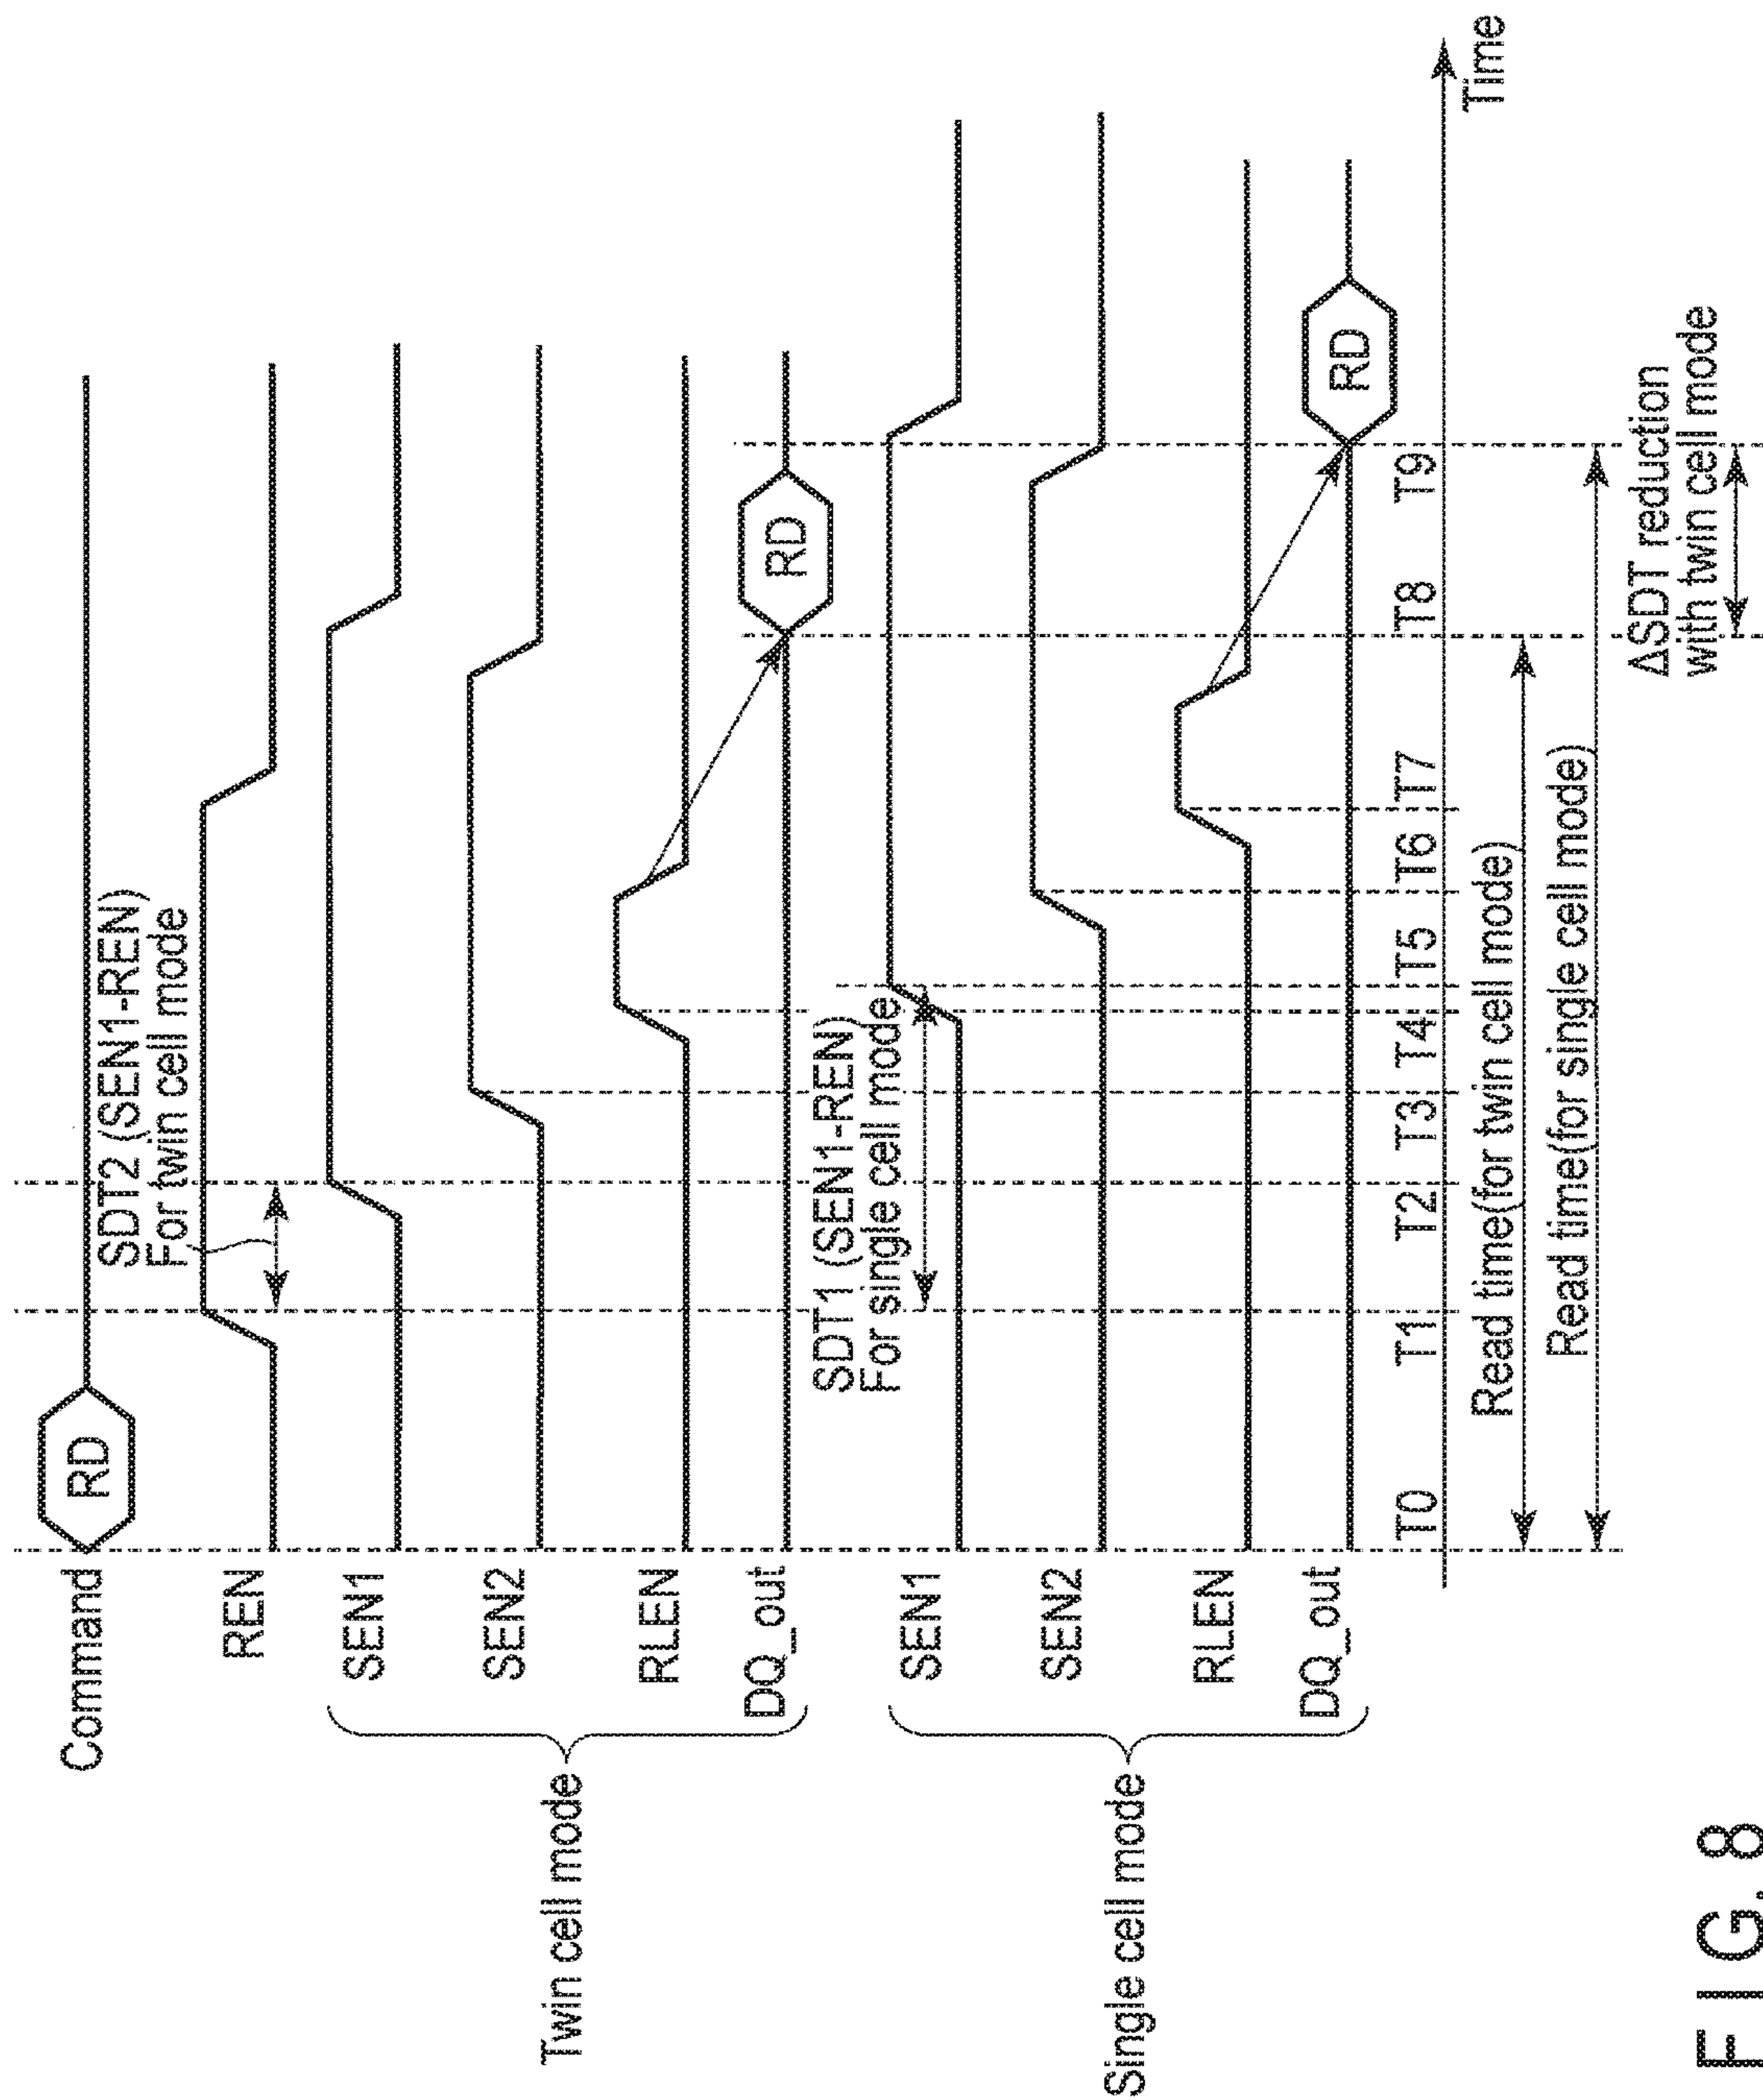 Command
RD
REN
SDT2 (SEN1-REN)
For twin cell mode
Twin cell mode
SEN1
SEN2
RLEN
DQ_out
RD
SDT1 (SEN1-REN)
For single cell mode
Single cell mode
SEN1
SEN2
RLEN
DQ_out
RD
T0 T1 T2 T3 T4 T5 T6 T7 T8 T9
Time
Read time(for twin cell mode)
Read time(for single cell mode)
ΔSDT reduction
with twin cell mode
FIG. 8